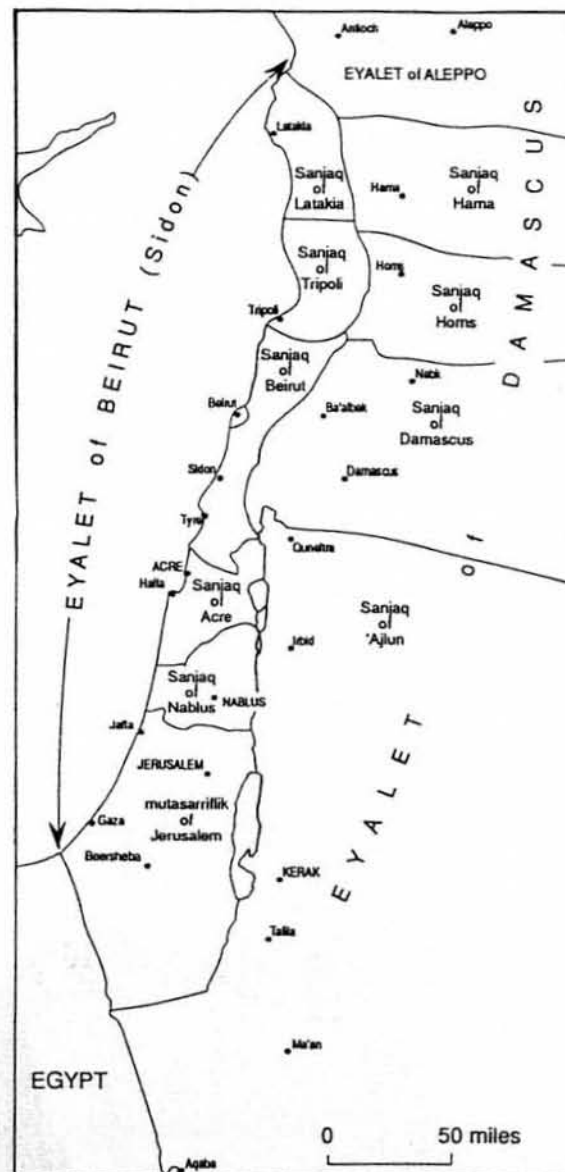 Antioch
Aleppo
EYALET of ALEPPO
Latakia
Sanjaq
of
Latakia
Hama
Sanjaq
of
Hama
EYALET of DAMASCUS
Sanjaq
of
Tripoli
Homs
Sanjaq
of
Homs
EYALET of BEIRUT (Sidon)
Tripoli
Sanjaq
of
Beirut
Nabk
Beirut
Ba'albek
Sanjaq
of
Damascus
Sidon
Damascus
Tyre
Quneitra
ACRE
Haifa
Sanjaq
of
Acre
Sanjaq
of
'Ajlun
Irbid
Sanjaq
of
Nablus
NABLUS
Jaffa
JERUSALEM
mutasarriflik
of
Jerusalem
Gaza
Beersheba
KERAK
Tafila
Ma'an
EGYPT
0 50 miles
Aqaba